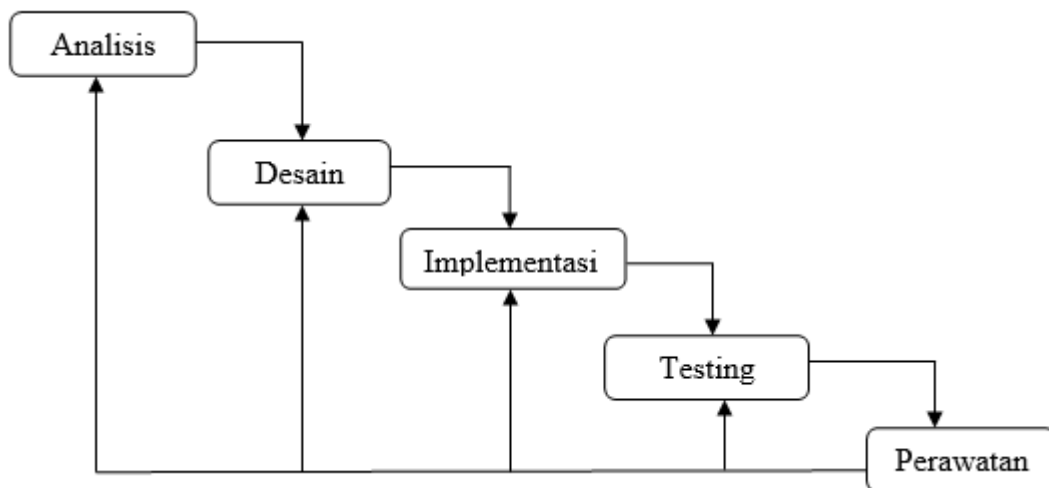 Analisis
Desain
Implementasi
Testing
Perawatan